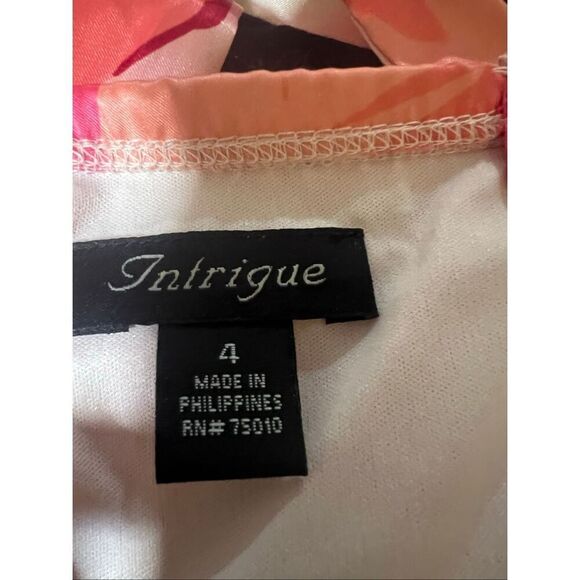 Intrigue
4
MADE IN
PHILIPPINES
RN# 75010